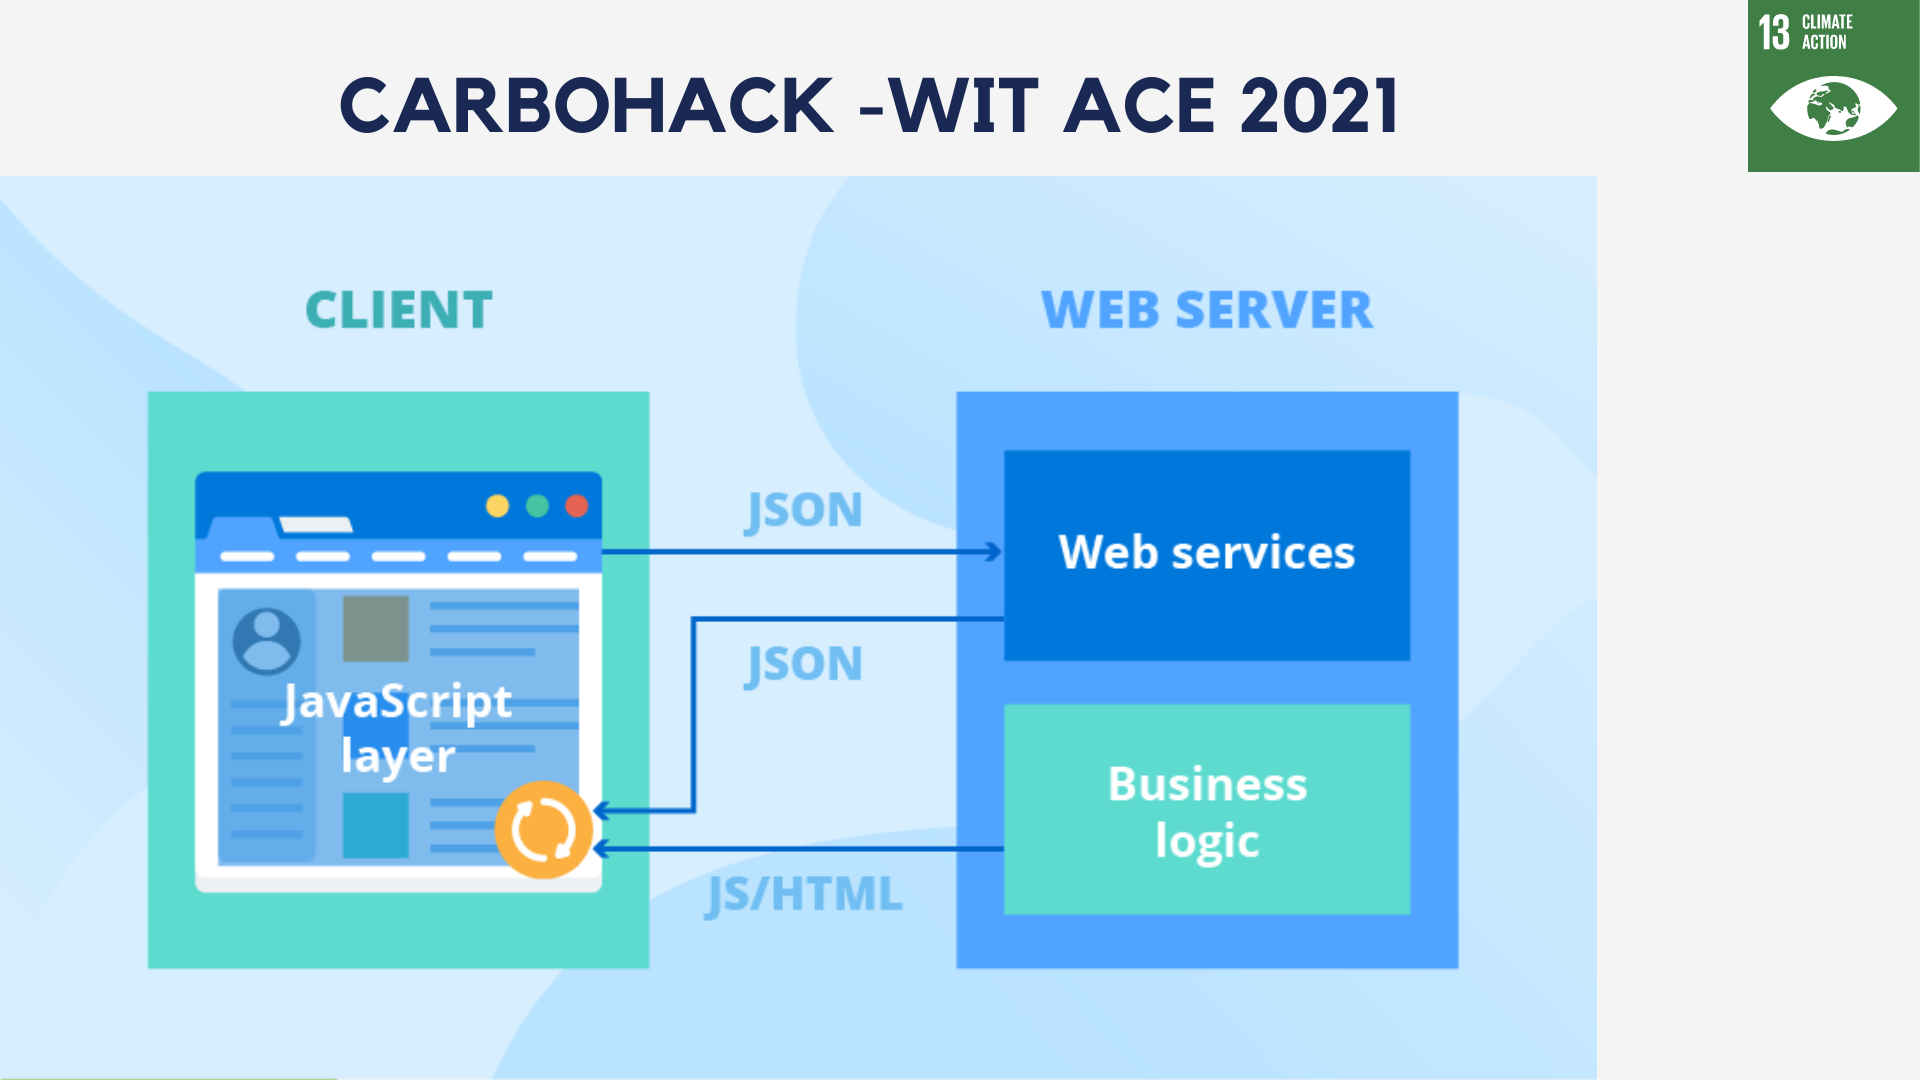 13 CLIMATE
ACTION
CARBOHACK -WIT ACE 2021
CLIENT
WEB SERVER
JSON
Web services
JSON
JavaScript
layer
Business
logic
JS/HTML